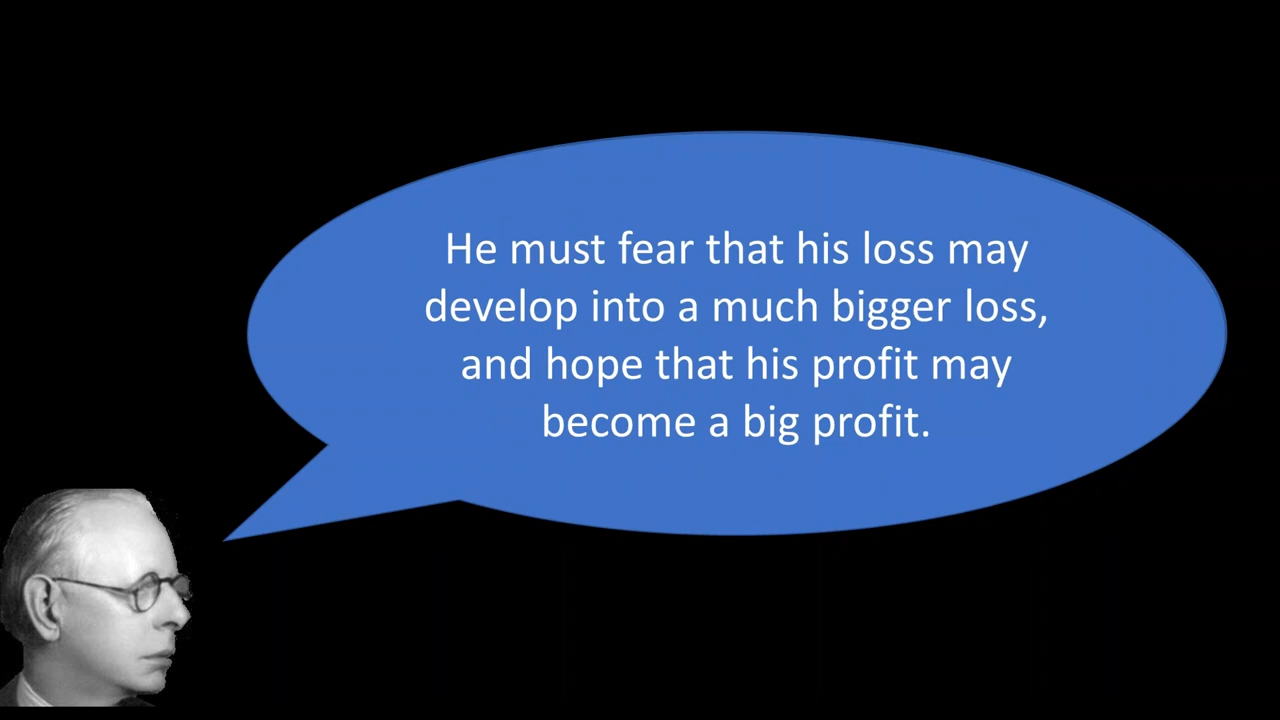 He must fear that his loss may
develop into a much bigger loss,
and hope that his profit may
become a big profit.